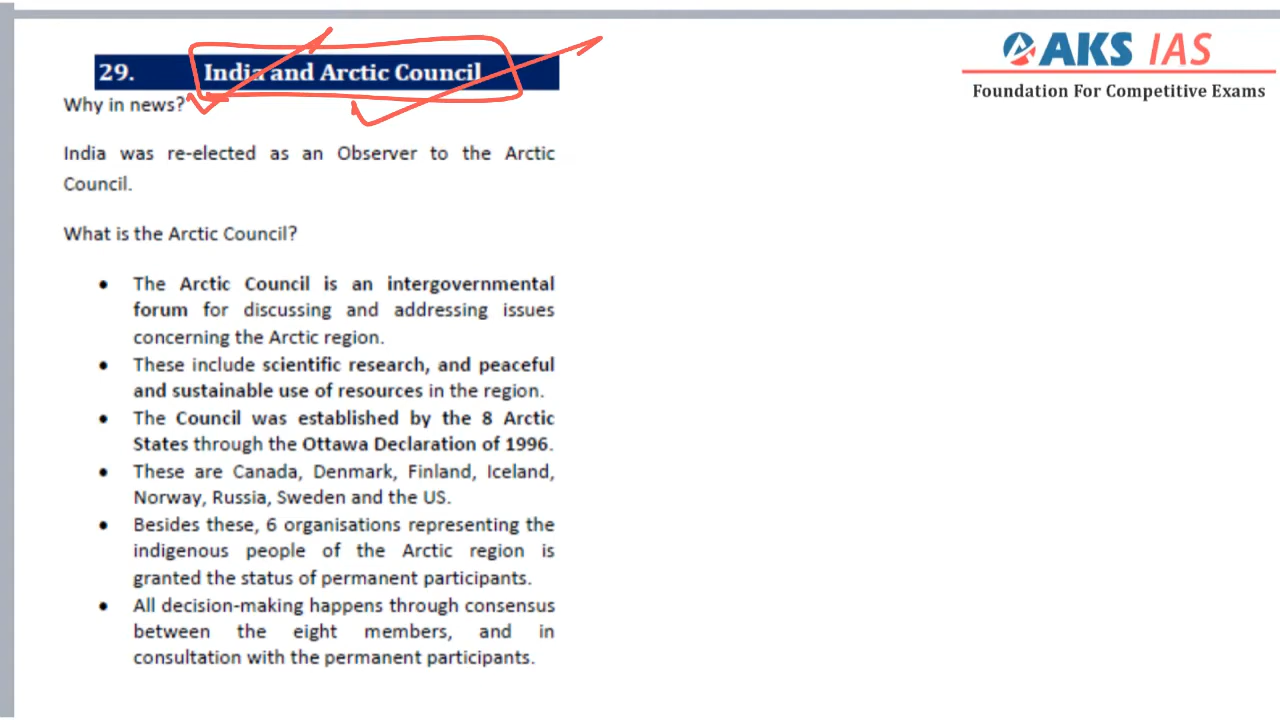 29. India and Arctic Council
AKS IAS
Foundation For Competitive Exams
Why in news?
India was re-elected as an Observer to the Arctic
Council.
What is the Arctic Council?
• The Arctic Council is an intergovernmental
forum for discussing and addressing issues
concerning the Arctic region.
• These include scientific research, and peaceful
and sustainable use of resources in the region.
• The Council was established by the 8 Arctic
States through the Ottawa Declaration of 1996.
• These are Canada, Denmark, Finland, Iceland,
Norway, Russia, Sweden and the US.
• Besides these, 6 organisations representing the
indigenous people of the Arctic region is
granted the status of permanent participants.
• All decision-making happens through consensus
between the eight members, and in
consultation with the permanent participants.